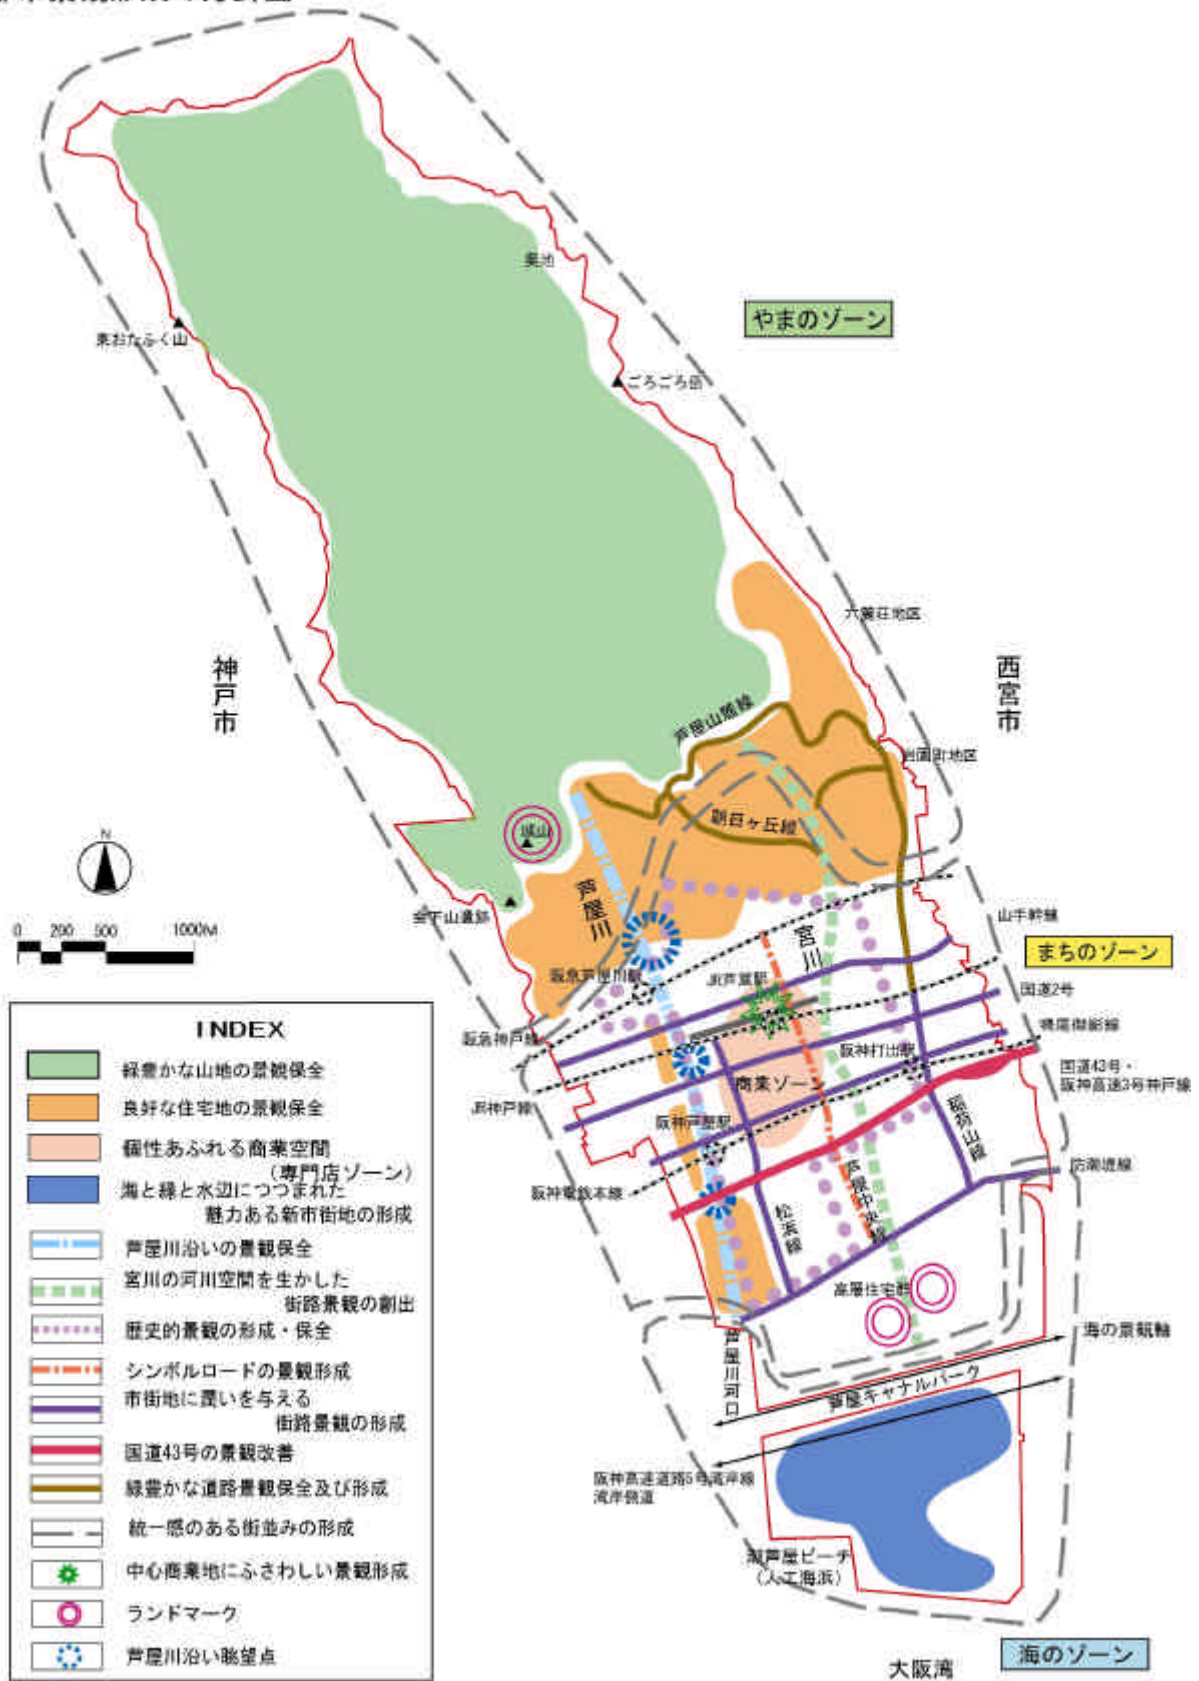 奥池
東おたふく山
やまのゾーン
ごろごろ岳
六麓荘地区
神戸市
西宮市
芦屋山麓線
岩園町地区
朝日ヶ丘線
城山
N
芦屋川
会下山遺跡
0 200 500 1000M
宮川
山手幹線
まちのゾーン
阪急芦屋川駅
JR芦屋駅
国道2号
阪急神戸線
阪神打出駅
国道43号・
阪神高速3号神戸線
JR神戸線
商業ゾーン
阪神芦屋駅
稲荷山線
防潮堤線
阪神電鉄本線
松浜線
芦屋中央線
高層住宅群
海の景観軸
芦屋川河口
芦屋キャナルパーク
阪神高速道路5号湾岸線
湾岸側道
潮芦屋ビーチ
(人工海浜)
海のゾーン
大阪湾
INDEX
緑豊かな山地の景観保全
良好な住宅地の景観保全
個性あふれる商業空間
(専門店ゾーン)
海と緑と水辺につつまれた
魅力ある新市街地の形成
芦屋川沿いの景観保全
宮川の河川空間を生かした
街路景観の創出
歴史的景観の形成・保全
シンボルロードの景観形成
市街地に潤いを与える
街路景観の形成
国道43号の景観改善
緑豊かな道路景観保全及び形成
統一感のある街並みの形成
中心商業地にふさわしい景観形成
ランドマーク
芦屋川沿い眺望点